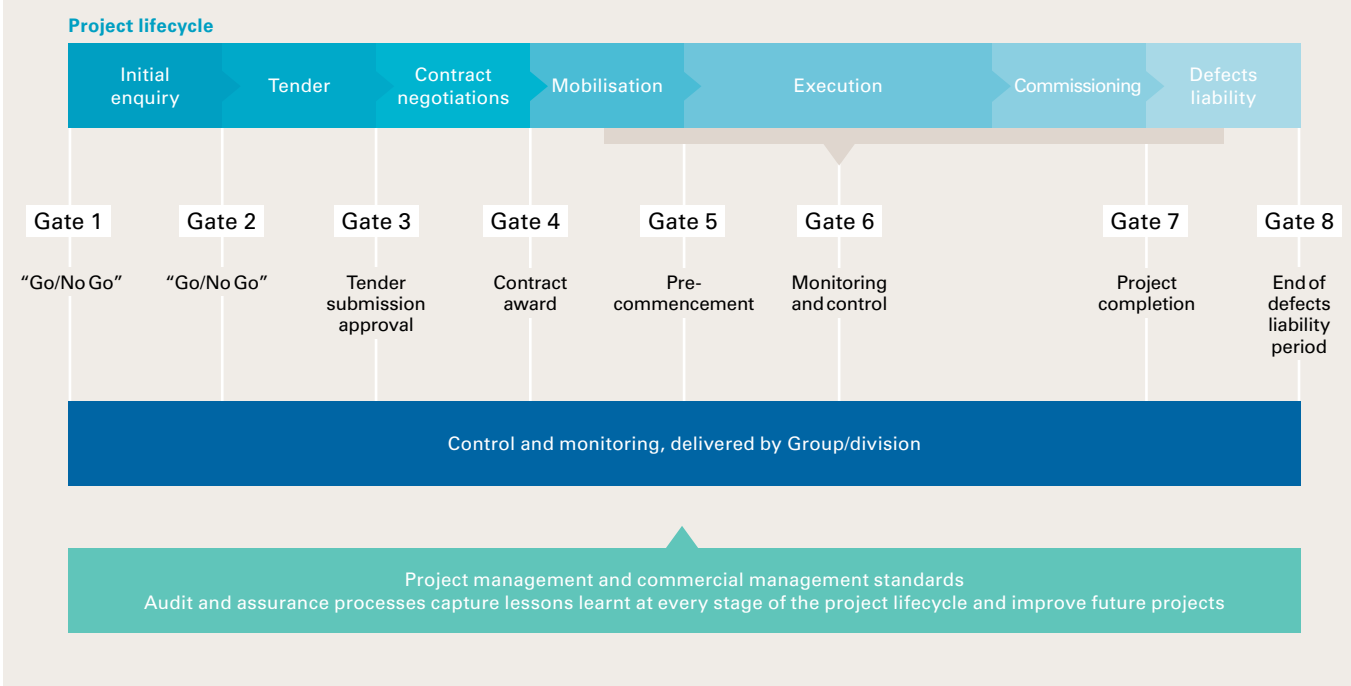 Project lifecycle
Initial
enquiry
Tender
Contract
negotiations
Mobilisation
Execution
Commissioning
Defects
liability
Gate 1
Gate 2
Gate 3
Gate 4
Gate 5
Gate 6
Gate 7
Gate 8
“Go/No Go”
“Go/No Go”
Tender
submission
approval
Contract
award
Pre-
commencement
Monitoring
and control
Project
completion
End of
defects
liability
period
Control and monitoring, delivered by Group/division
Project management and commercial management standards
Audit and assurance processes capture lessons learnt at every stage of the project lifecycle and improve future projects